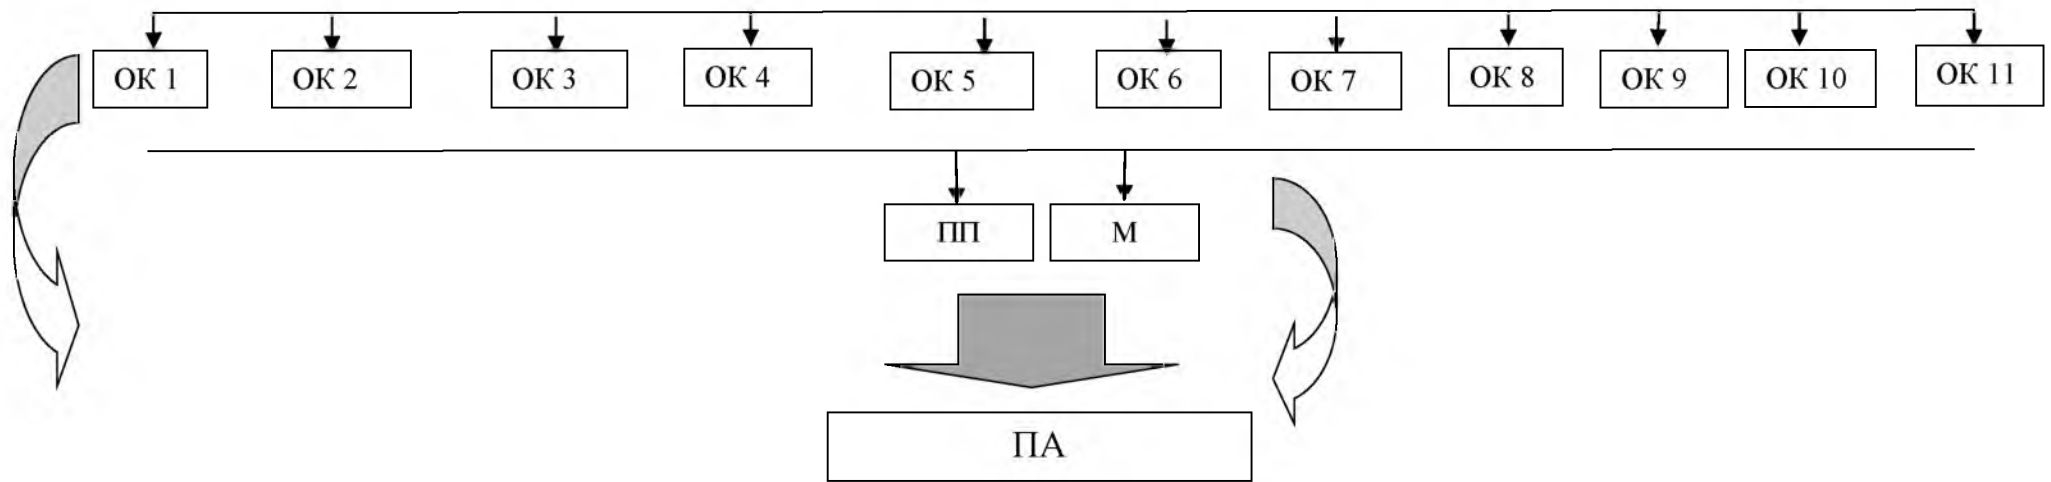 ОК 1 ОК 2 ОК 3 ОК 4 ОК 5 ОК 6 ОК 7 ОК 8 ОК 9 ОК 10 ОК 11
ПП М
ПА